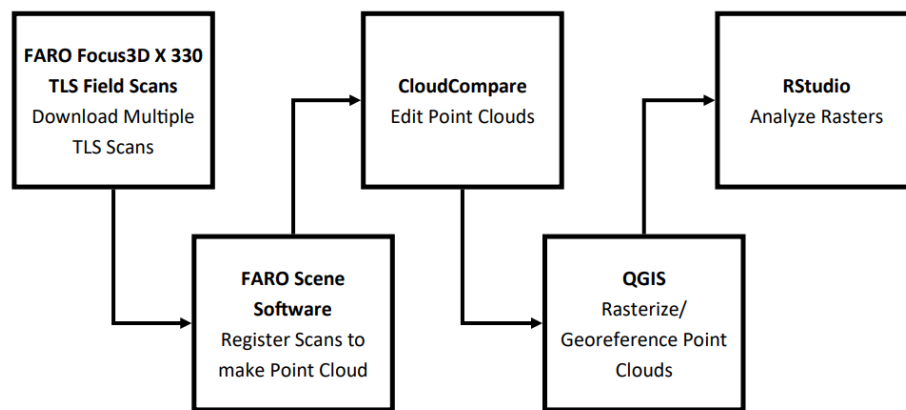 FARO Focus3D X 330
TLS Field Scans
Download Multiple
TLS Scans
FARO Scene
Software
Register Scans to
make Point Cloud
CloudCompare
Edit Point Clouds
QGIS
Rasterize/
Georeference Point
Clouds
RStudio
Analyze Rasters